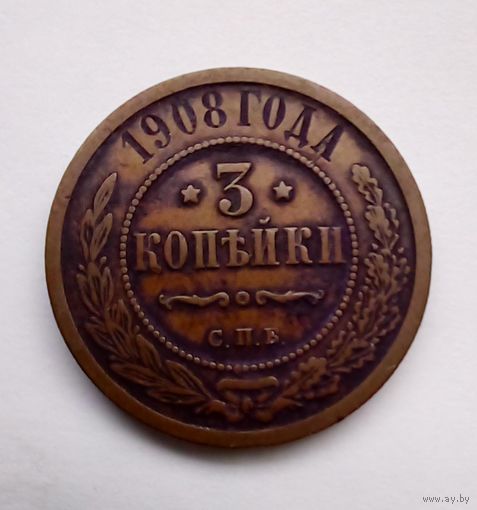 1908 ГОДА
★ 3 ★
КОПѢЙКИ
С.П.Б.
www.ay.by